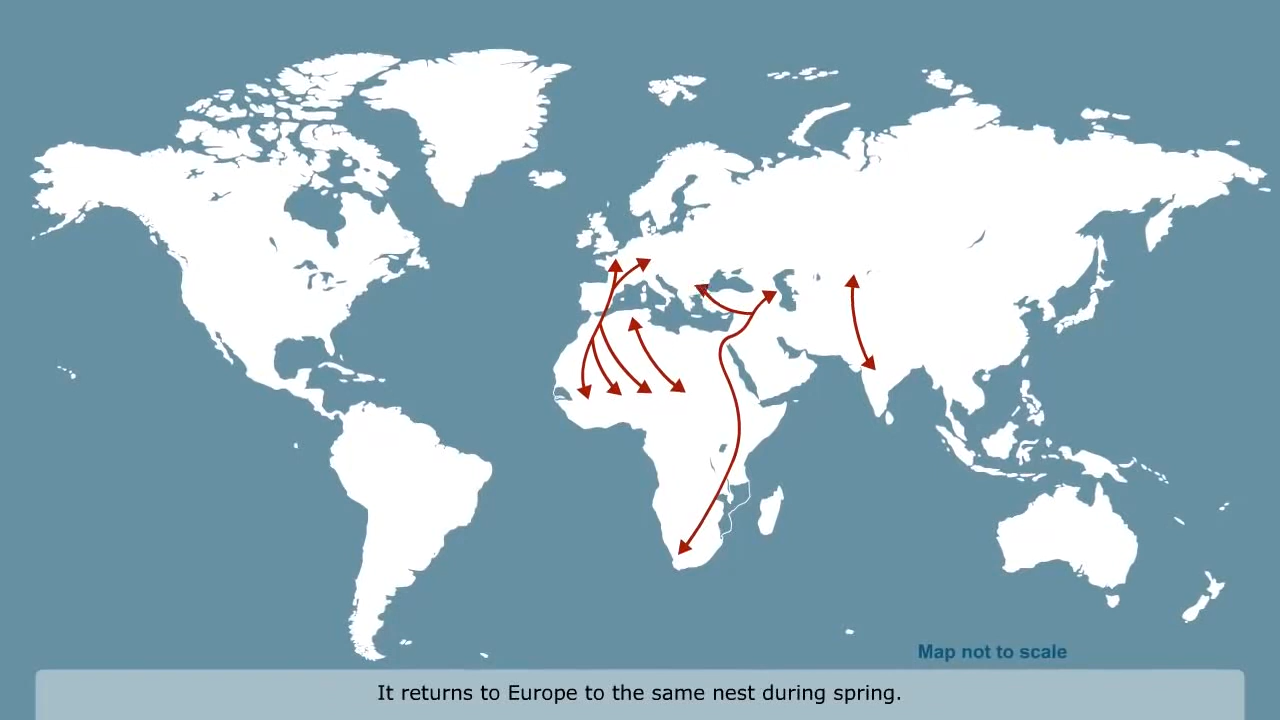 Map not to scale
It returns to Europe to the same nest during spring.